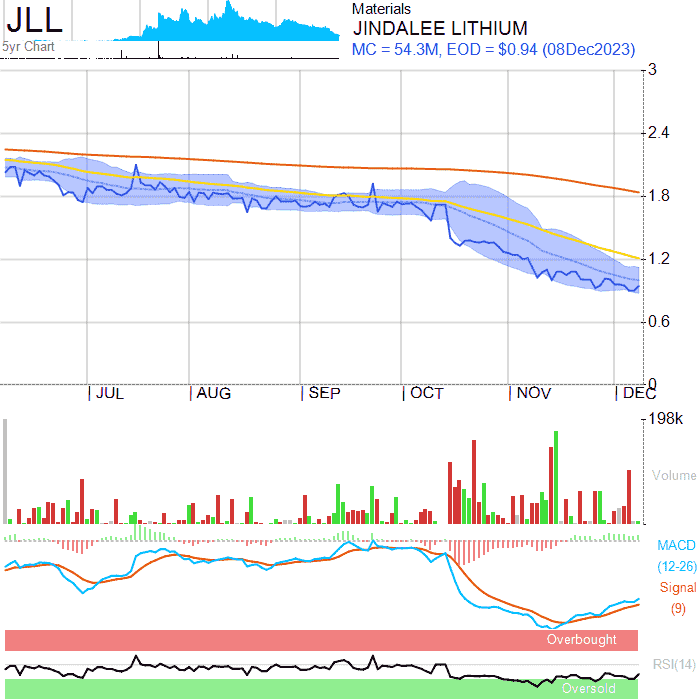 JLL
5yr Chart
Materials
JINDALEE LITHIUM
MC = 54.3M, EOD = $0.94 (08Dec2023)
3
2.4
1.8
1.2
0.6
0
JUL AUG SEP OCT NOV DEC
198k
Volume
MACD
(12-26)
Signal
(9)
Overbought
RSI(14)
Oversold